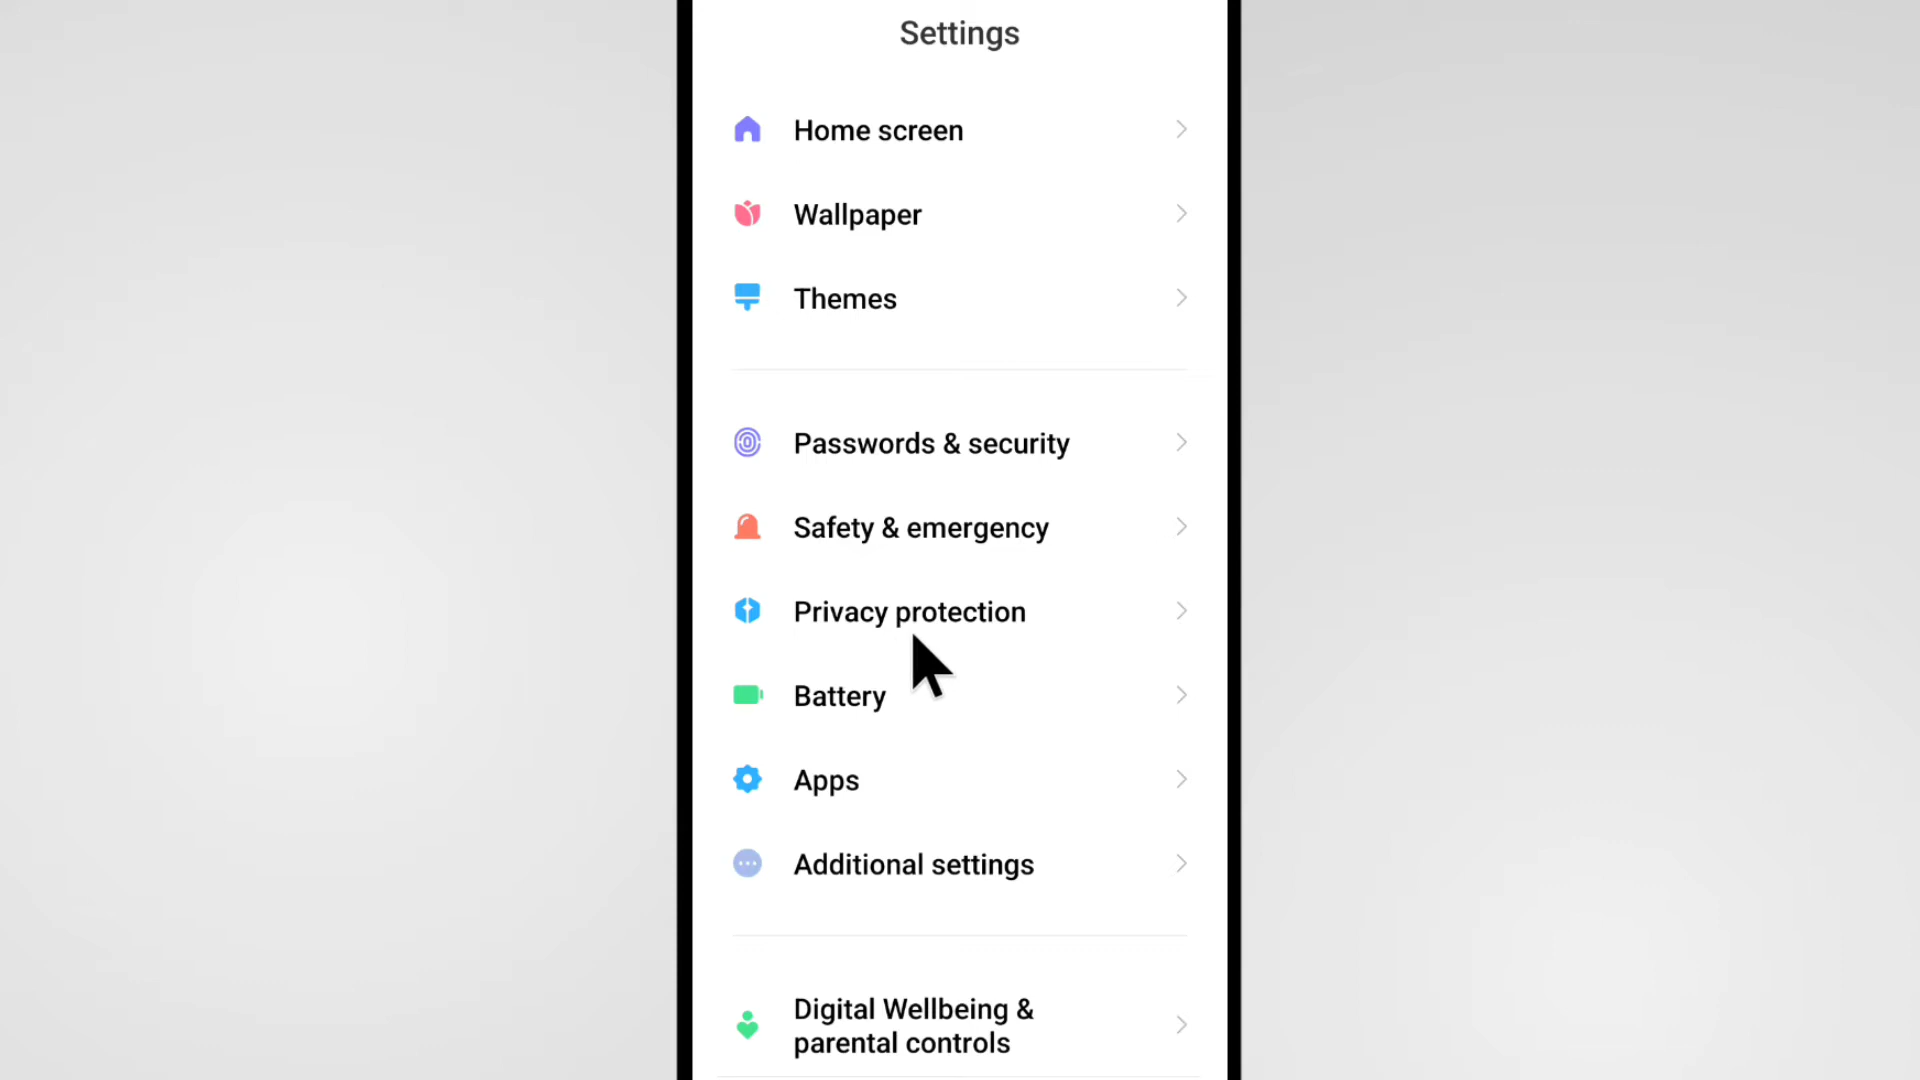 Settings
Home screen
Wallpaper
Themes
Passwords & security
Safety & emergency
Privacy protection
Battery
Apps
Additional settings
Digital Wellbeing &
parental controls